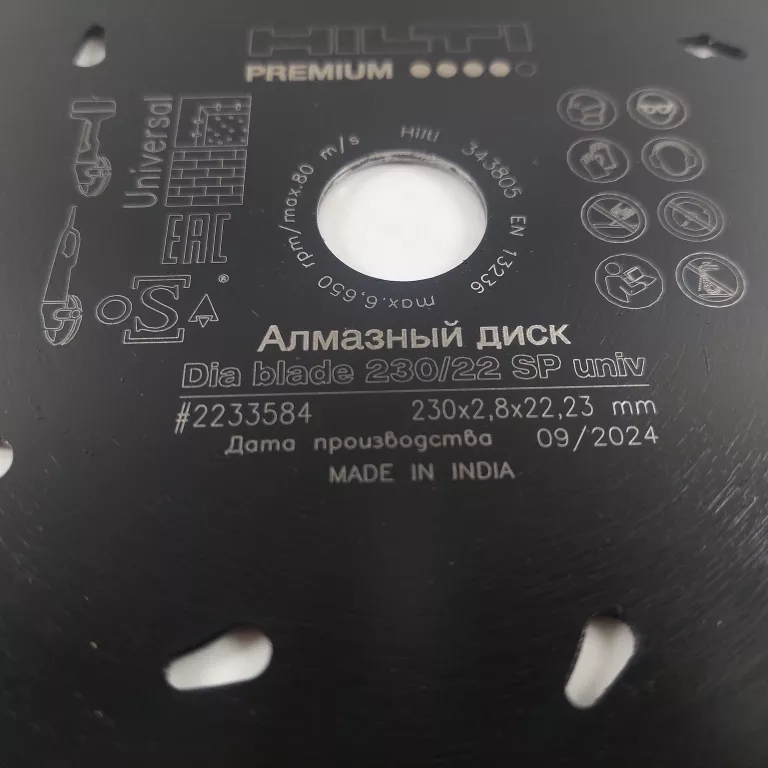 HILTI
PREMIUM
Universal
max.6,650 rpm/max.80 m/s
Hilti 343805 EN 13236
EAC
oSa®
Алмазный диск
Dia blade 230/22 SP univ
#2233584 230x2,8x22,23 mm
Дата производства 09/2024
MADE IN INDIA